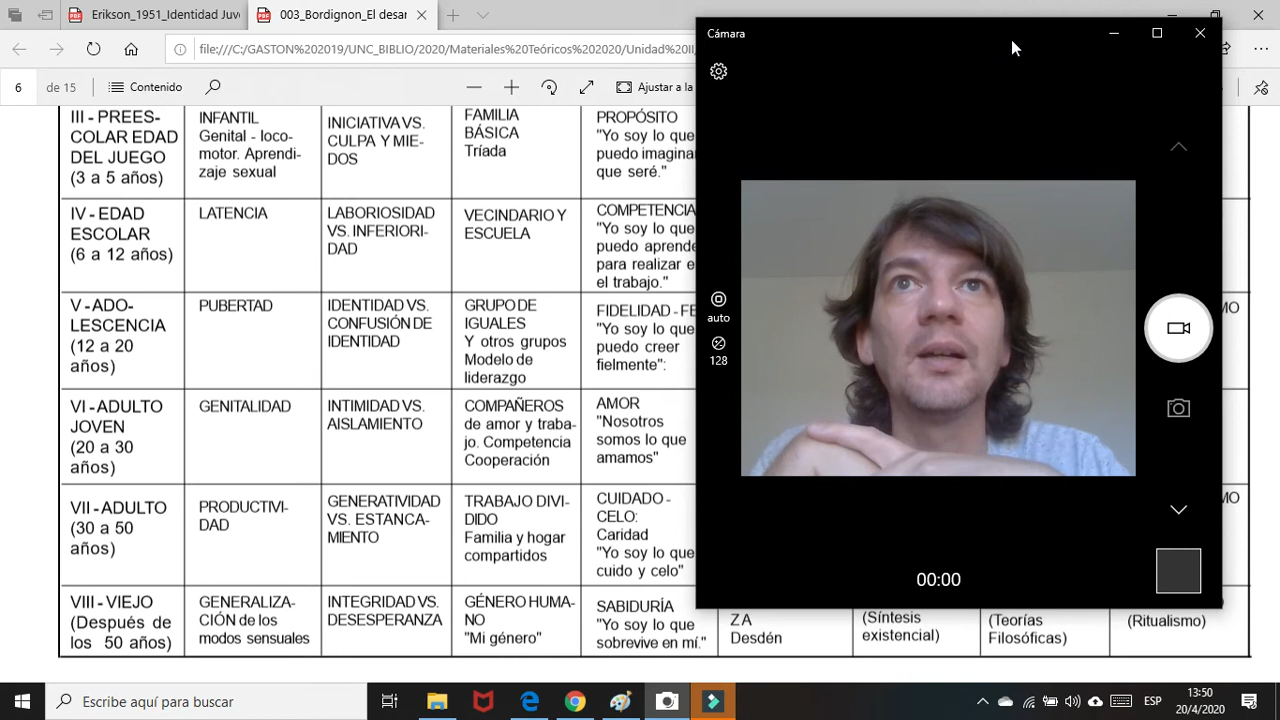 Erikson_1951_Identidad Juv
003_Bordignon_El desar
file:///C:/GASTON%202019/UNC_BIBLIO/2020/Materiales%20Teóricos%202020/Unidad%20II
6 de 15
Contenido
Ajustar a la
III - PREES-
COLAR EDAD
DEL JUEGO
(3 a 5 años)
INFANTIL
Genital - loco-
motor. Aprendi-
zaje sexual
INICIATIVA VS.
CULPA Y MIE-
DOS
FAMILIA
BÁSICA
Tríada
PROPÓSITO
"Yo soy lo que
puedo imaginar
que seré."
IV - EDAD
ESCOLAR
(6 a 12 años)
LATENCIA
LABORIOSIDAD
VS. INFERIORI-
DAD
VECINDARIO Y
ESCUELA
COMPETENCIA
"Yo soy lo que
puedo aprende
para realizar e
el trabajo."
V - ADO-
LESCENCIA
(12 a 20
años)
PUBERTAD
IDENTIDAD VS.
CONFUSIÓN DE
IDENTIDAD
GRUPO DE
IGUALES
Y otros grupos
Modelo de
liderazgo
FIDELIDAD - FE
"Yo soy lo que
puedo creer
fielmente":
MO
VI - ADULTO
JOVEN
(20 a 30
años)
GENITALIDAD
INTIMIDAD VS.
AISLAMIENTO
COMPAÑEROS
de amor y traba-
jo. Competencia
Cooperación
AMOR
"Nosotros
somos lo que
amamos"
VII - ADULTO
(30 a 50
años)
PRODUCTIVI-
DAD
GENERATIVIDAD
VS. ESTANCA-
MIENTO
TRABAJO DIVI-
DIDO
Familia y hogar
compartidos
CUIDADO -
CELO:
Caridad
"Yo soy lo que
cuido y celo"
MO
VIII - VIEJO
(Después de
los 50 años)
GENERALIZA-
CIÓN de los
modos sensuales
INTEGRIDAD VS.
DESESPERANZA
GÉNERO HUMA-
NO
"Mi género"
SABIDURÍA
"Yo soy lo que
sobrevive en mí."
ZA
Desdén
(Síntesis
existencial)
(Teorías
Filosóficas)
(Ritualismo)
Cámara
auto
128
00:00
Escribe aquí para buscar
ESP
13:50
20/4/2020